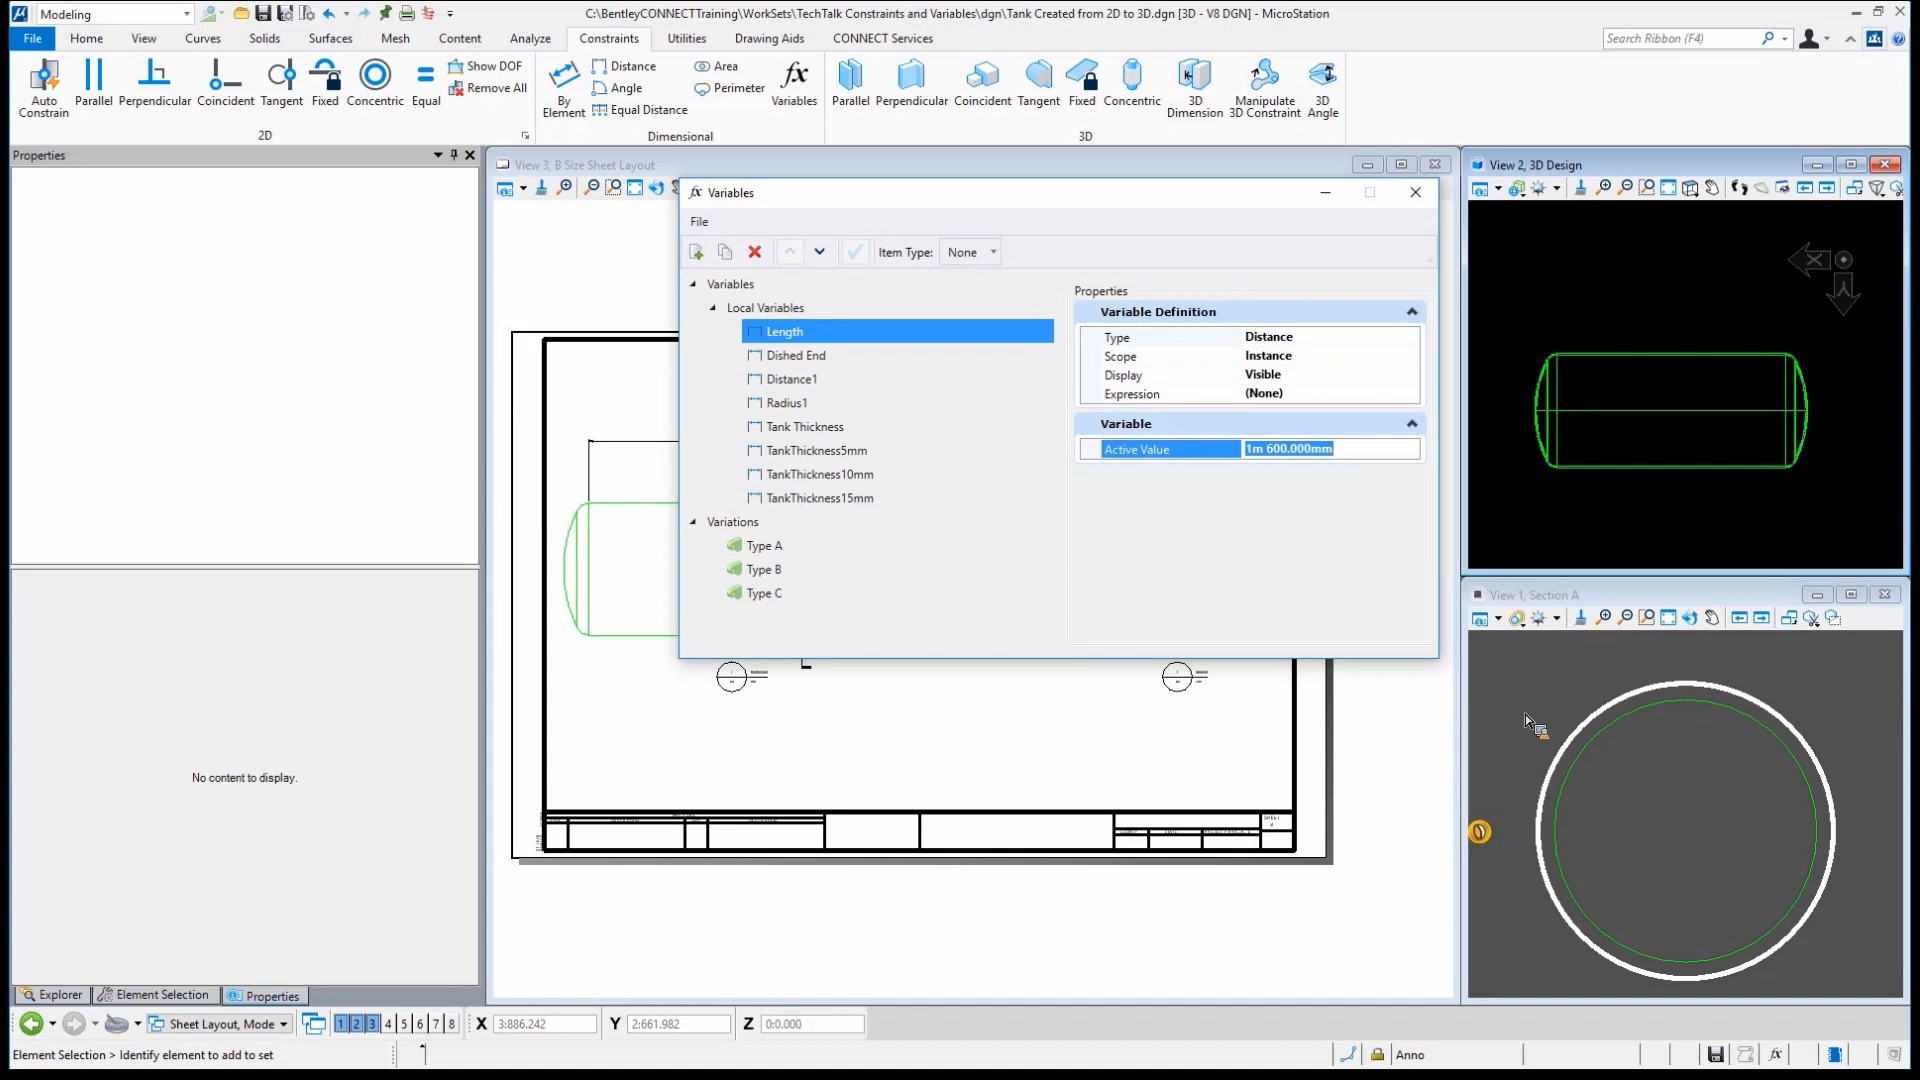 Modeling
C:\BentleyCONNECTTraining\WorkSets\TechTalk Constraints and Variables\dgn\Tank Created from 2D to 3D.dgn [3D - V8 DGN] - MicroStation
File Home View Curves Solids Surfaces Mesh Content Analyze Constraints Utilities Drawing Aids CONNECT Services
Search Ribbon (F4)
Auto Constrain
Parallel
Perpendicular
Coincident
Tangent
Fixed
Concentric
Equal
Show DOF
Remove All
2D
By Element
Distance
Angle
Equal Distance
Area
Perimeter
fx
Variables
Dimensional
Parallel
Perpendicular
Coincident
Tangent
Fixed
Concentric
3D Dimension
Manipulate 3D Constraint
3D Angle
3D
Properties
View 3, B Size Sheet Layout
View 2, 3D Design
fx Variables
File
Item Type: None
Variables
Local Variables
Length
Dished End
Distance1
Radius1
Tank Thickness
TankThickness5mm
TankThickness10mm
TankThickness15mm
Variations
Type A
Type B
Type C
Properties
Variable Definition
Type Distance
Scope Instance
Display Visible
Expression (None)
Variable
Active Value 1m 600.000mm
View 1, Section A
No content to display.
Explorer Element Selection Properties
Sheet Layout, Mode
1 2 3 4 5 6 7 8
X 3:886.242 Y 2:661.982 Z 0:0.000
Element Selection > Identify element to add to set
Anno
fx